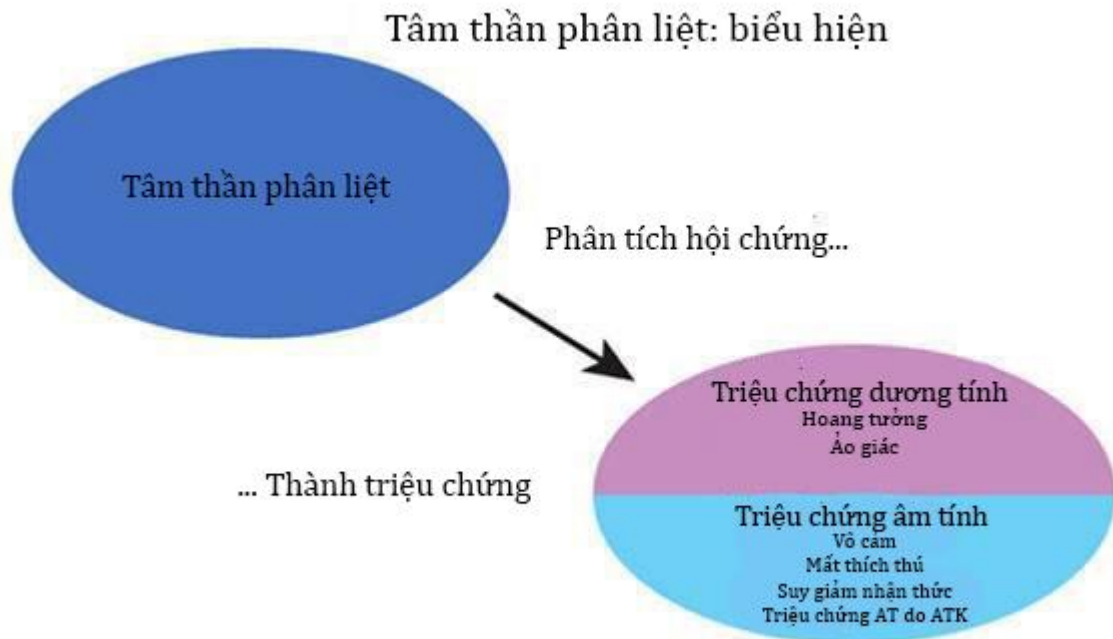 Tâm thần phân liệt: biểu hiện
Tâm thần phân liệt
Phân tích hội chứng...
... Thành triệu chứng
Triệu chứng dương tính
Hoang tưởng
Ảo giác
Triệu chứng âm tính
Vô cảm
Mất thích thú
Suy giảm nhận thức
Triệu chứng AT do ATK